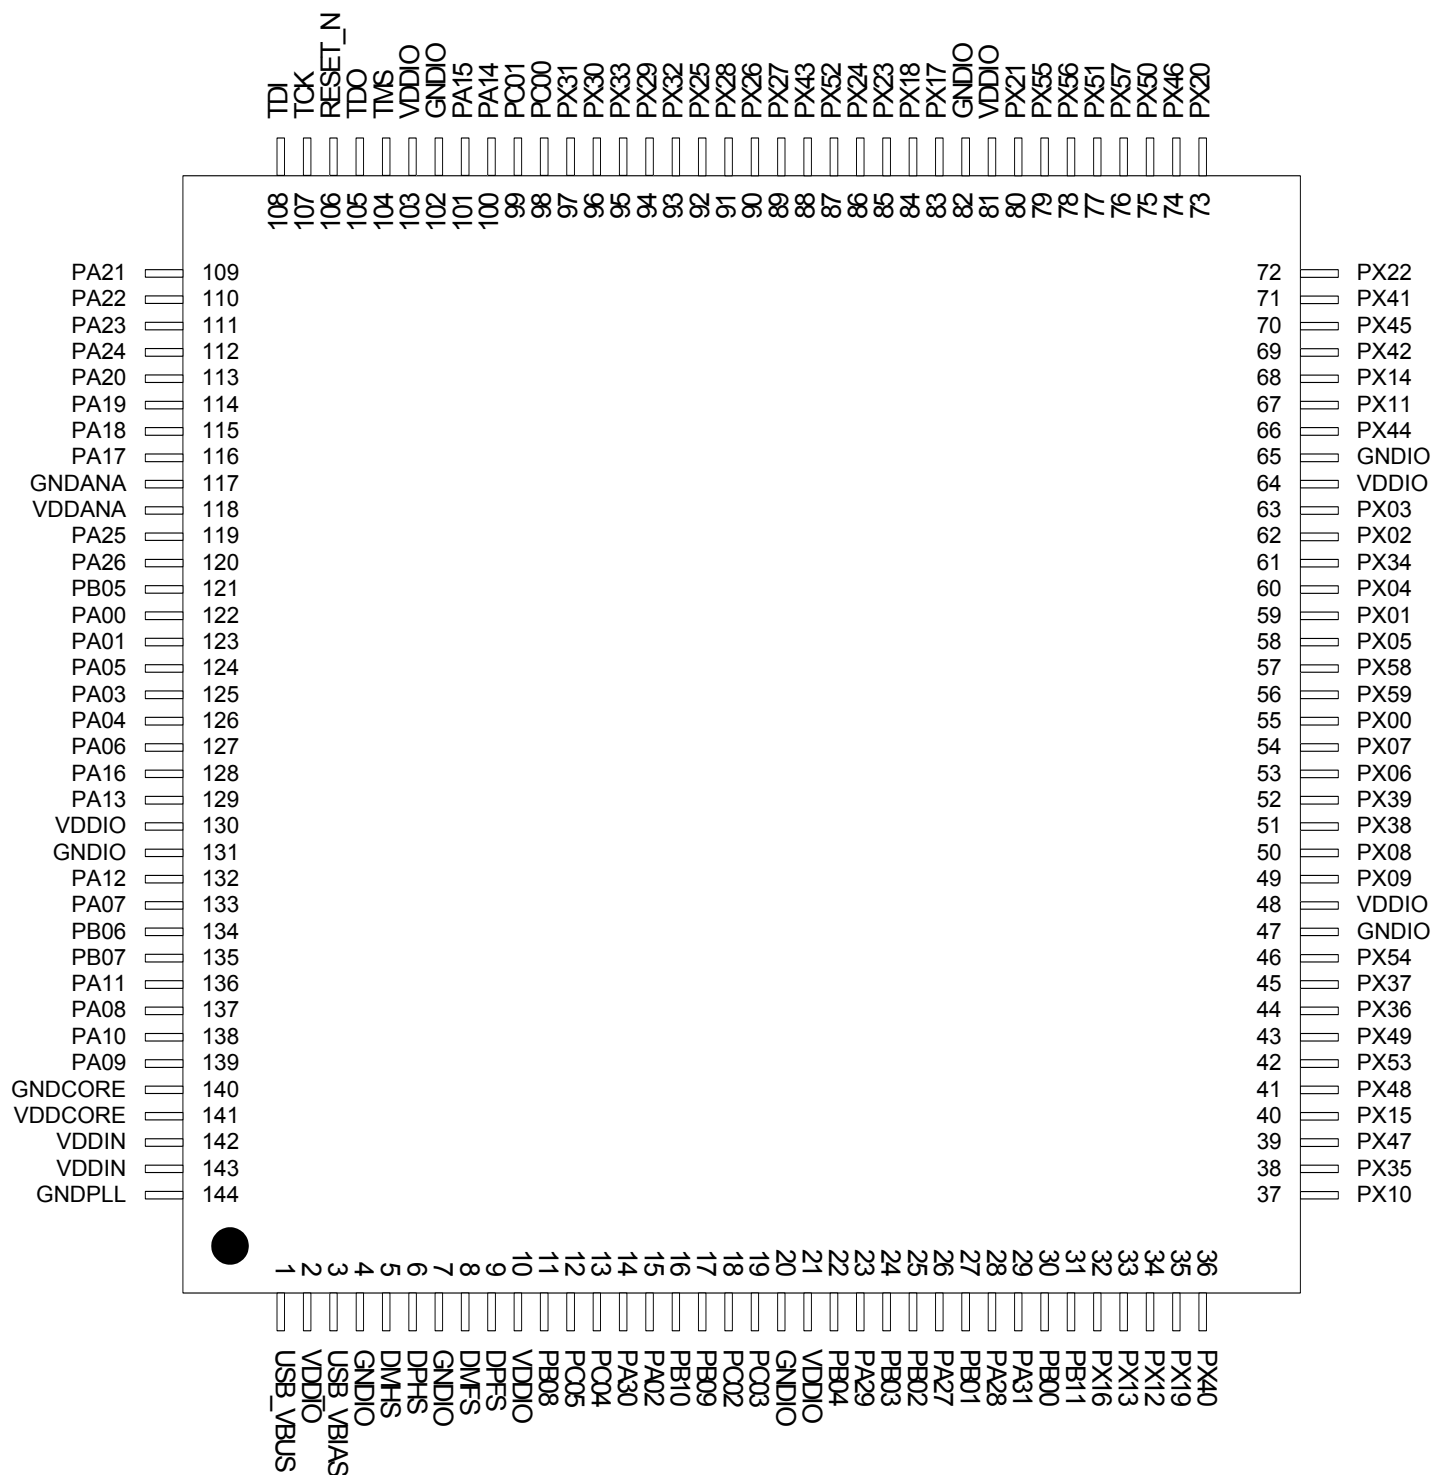 TDI
TCK
RESET_N
TDO
TMS
VDDIO
GNDIO
PA15
PA14
PC01
PC00
PX31
PX30
PX33
PX29
PX32
PX25
PX28
PX26
PX27
PX43
PX52
PX24
PX23
PX18
PX17
GNDIO
VDDIO
PX21
PX55
PX56
PX51
PX57
PX50
PX46
PX20
108
107
106
105
104
103
102
101
100
99
98
97
96
95
94
93
92
91
90
89
88
87
86
85
84
83
82
81
80
79
78
77
76
75
74
73
PA21 109
PA22 110
PA23 111
PA24 112
PA20 113
PA19 114
PA18 115
PA17 116
GNDANA 117
VDDANA 118
PA25 119
PA26 120
PB05 121
PA00 122
PA01 123
PA05 124
PA03 125
PA04 126
PA06 127
PA16 128
PA13 129
VDDIO 130
GNDIO 131
PA12 132
PA07 133
PB06 134
PB07 135
PA11 136
PA08 137
PA10 138
PA09 139
GNDCORE 140
VDDCORE 141
VDDIN 142
VDDIN 143
GNDPLL 144
72 PX22
71 PX41
70 PX45
69 PX42
68 PX14
67 PX11
66 PX44
65 GNDIO
64 VDDIO
63 PX03
62 PX02
61 PX34
60 PX04
59 PX01
58 PX05
57 PX58
56 PX59
55 PX00
54 PX07
53 PX06
52 PX39
51 PX38
50 PX08
49 PX09
48 VDDIO
47 GNDIO
46 PX54
45 PX37
44 PX36
43 PX49
42 PX53
41 PX48
40 PX15
39 PX47
38 PX35
37 PX10
1
2
3
4
5
6
7
8
9
10
11
12
13
14
15
16
17
18
19
20
21
22
23
24
25
26
27
28
29
30
31
32
33
34
35
36
USB_VBUS
VDDIO
USB_VBIAS
GNDIO
DMHS
DPHS
GNDIO
DMFS
DPFS
VDDIO
PB08
PC05
PC04
PA30
PA02
PB10
PB09
PC02
PC03
GNDIO
VDDIO
PB04
PA29
PB03
PB02
PA27
PB01
PA28
PA31
PB00
PB11
PX16
PX13
PX12
PX19
PX40